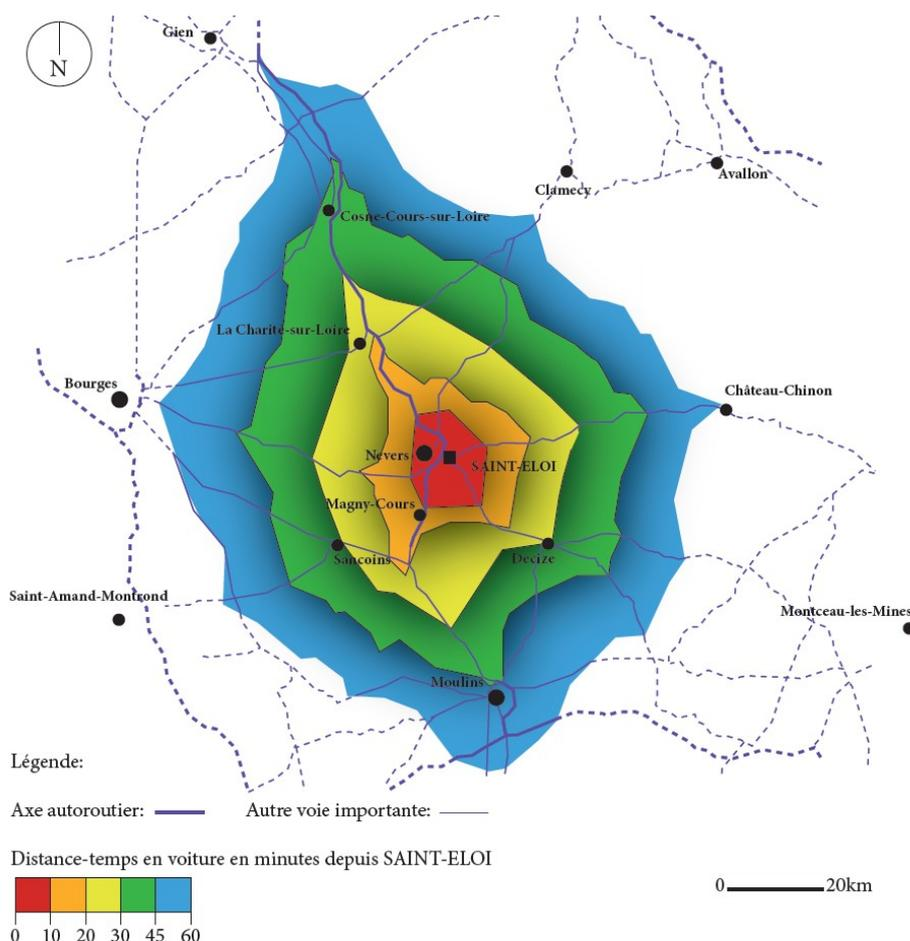 Gien
N
Clamecy
Avallon
Cosne-Cours-sur-Loire
La Charité-sur-Loire
Bourges
Château-Chinon
Nevers
SAINT-ELOI
Magny-Cours
Sancoins
Decize
Saint-Amand-Montrond
Montceau-les-Mines
Moulins
Légende:
Axe autoroutier:
Autre voie importante:
Distance-temps en voiture en minutes depuis SAINT-ELOI
0 10 20 30 45 60
0 20km